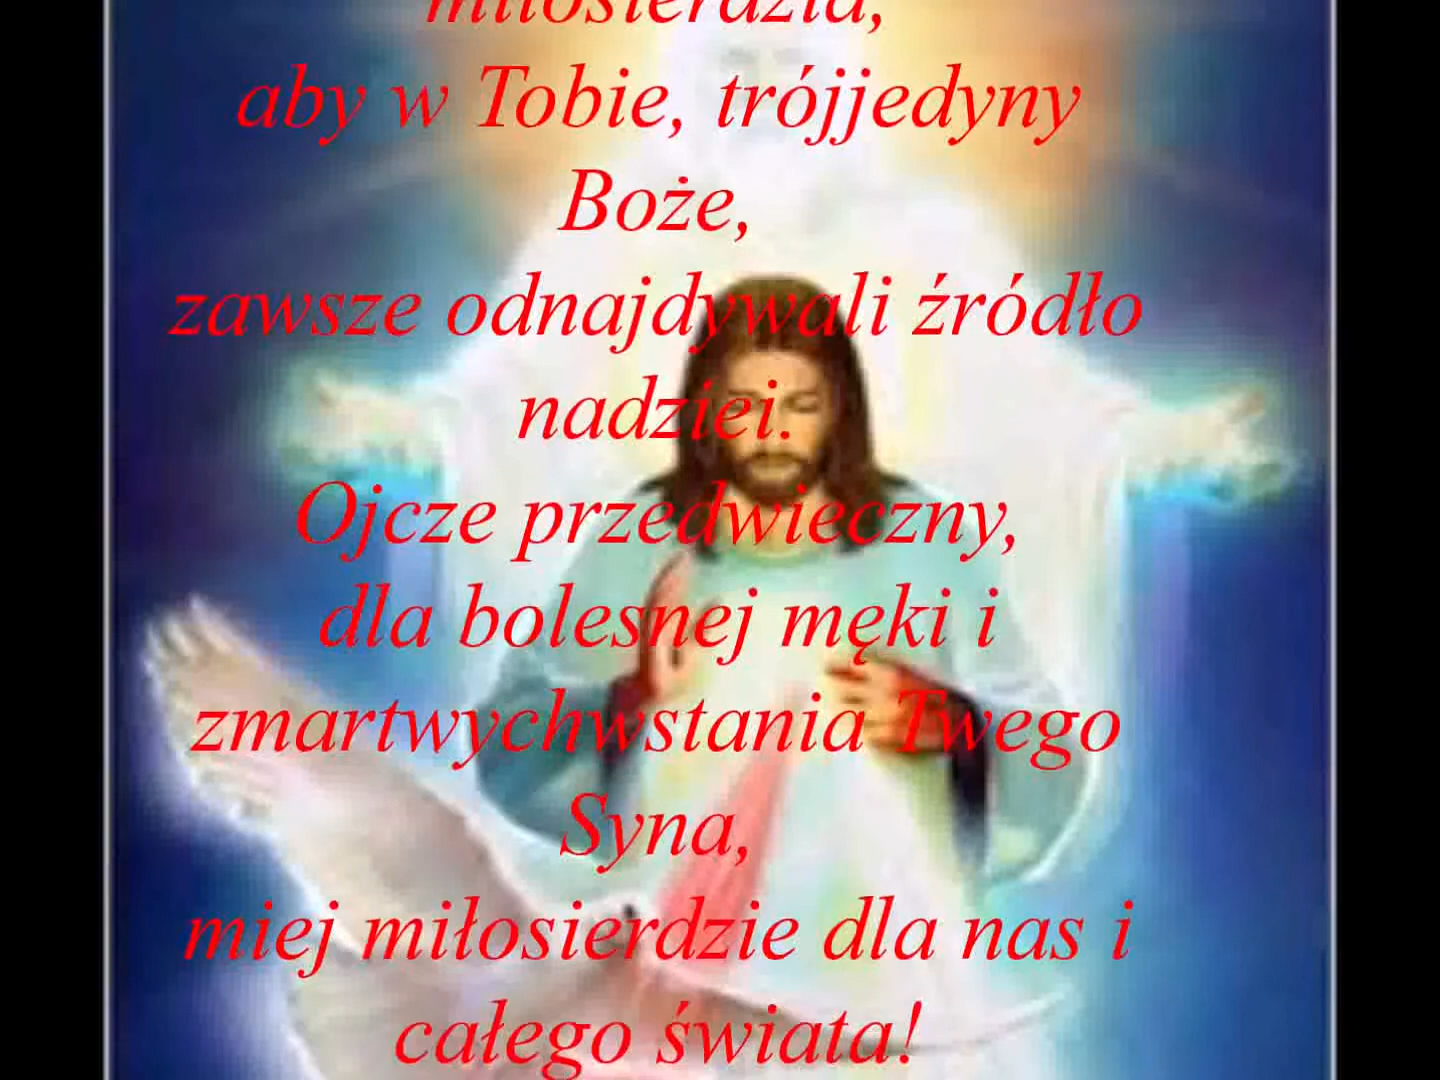 miłosierdzia,
aby w Tobie, trójjedyny
Boże,
zawsze odnajdywali źródło
nadziei.
Ojcze przedwieczny,
dla bolesnej męki i
zmartwychwstania Twego
Syna,
miej miłosierdzie dla nas i
całego świata!